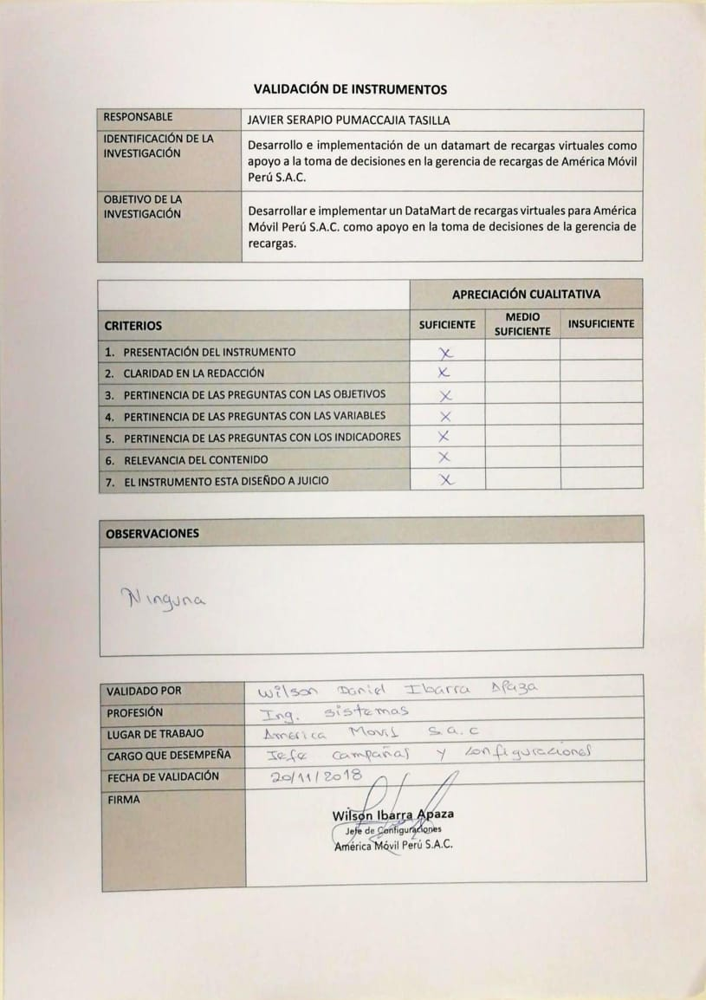 VALIDACIÓN DE INSTRUMENTOS
RESPONSABLE
JAVIER SERAPIO PUMACCAJIA TASILLA
IDENTIFICACIÓN DE LA
INVESTIGACIÓN
Desarrollo e implementación de un datamart de recargas virtuales como
apoyo a la toma de decisiones en la gerencia de recargas de América Móvil
Perú S.A.C.
OBJETIVO DE LA
INVESTIGACIÓN
Desarrollar e implementar un DataMart de recargas virtuales para América
Móvil Perú S.A.C. como apoyo en la toma de decisiones de la gerencia de
recargas.
APRECIACIÓN CUALITATIVA
CRITERIOS
SUFICIENTE
MEDIO
SUFICIENTE
INSUFICIENTE
1. PRESENTACIÓN DEL INSTRUMENTO X
2. CLARIDAD EN LA REDACCIÓN X
3. PERTINENCIA DE LAS PREGUNTAS CON LOS OBJETIVOS X
4. PERTINENCIA DE LAS PREGUNTAS CON LAS VARIABLES X
5. PERTINENCIA DE LAS PREGUNTAS CON LOS INDICADORES X
6. RELEVANCIA DEL CONTENIDO X
7. EL INSTRUMENTO ESTA DISEÑDO A JUICIO X
OBSERVACIONES
Ninguna
VALIDADO POR
Wilson Daniel Ibarra Apaza
PROFESIÓN
Ing. sistemas
LUGAR DE TRABAJO
America Movil S.a.c
CARGO QUE DESEMPEÑA
Jefe campañas y configuraciones
FECHA DE VALIDACIÓN
20/11/2018
FIRMA
Wilson Ibarra Apaza
Jefe de Configuraciones
América Móvil Perú S.A.C.